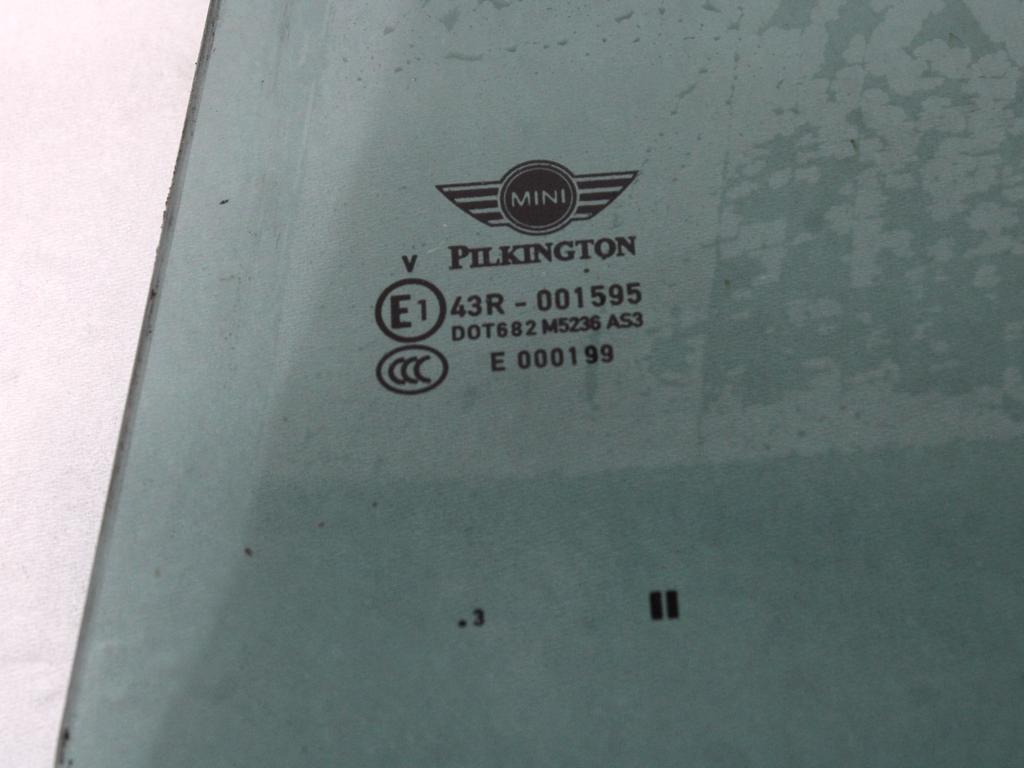 MINI
PILKINGTON
V
E1 43R - 001595
DOT682 M5236 AS3
CCC E 000199
.3 II